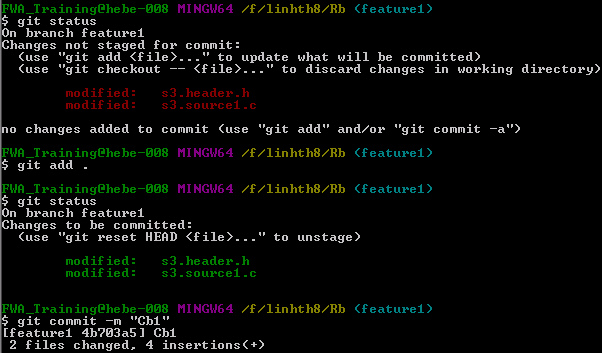 FWA_Training@hebe-008 MINGW64 /f/linhth8/Rb (feature1)
$ git status
On branch feature1
Changes not staged for commit:
  (use "git add <file>..." to update what will be committed)
  (use "git checkout -- <file>..." to discard changes in working directory)
        modified:   s3.header.h
        modified:   s3.source1.c
no changes added to commit (use "git add" and/or "git commit -a")
FWA_Training@hebe-008 MINGW64 /f/linhth8/Rb (feature1)
$ git add .
FWA_Training@hebe-008 MINGW64 /f/linhth8/Rb (feature1)
$ git status
On branch feature1
Changes to be committed:
  (use "git reset HEAD <file>..." to unstage)
        modified:   s3.header.h
        modified:   s3.source1.c
FWA_Training@hebe-008 MINGW64 /f/linhth8/Rb (feature1)
$ git commit -m "Cb1"
[feature1 4b703a5] Cb1
 2 files changed, 4 insertions(+)